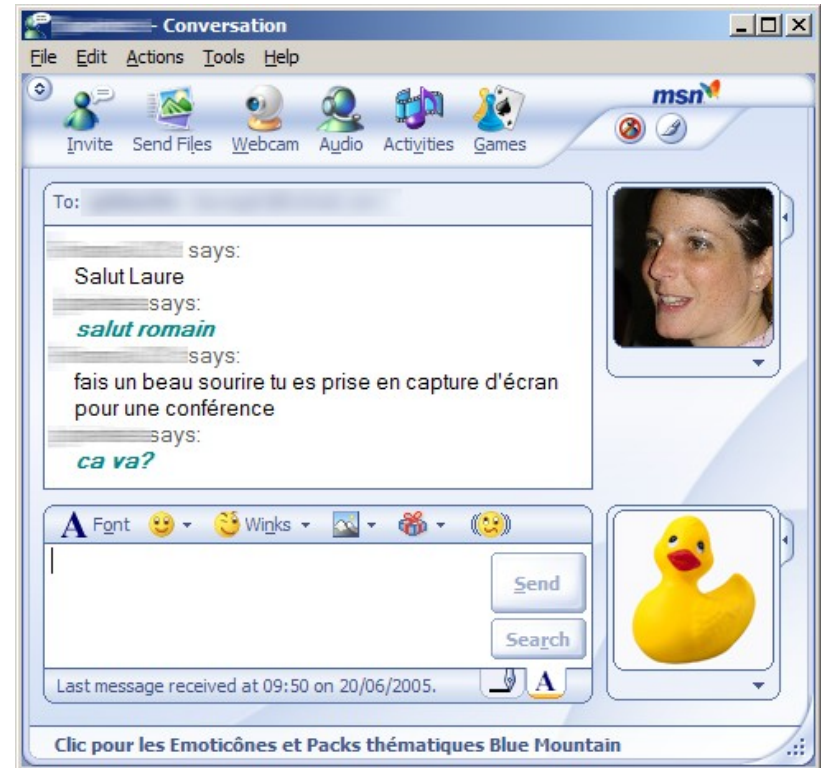 - Conversation
File Edit Actions Tools Help
Invite Send Files Webcam Audio Activities Games
msn
To:
says:
Salut Laure
says:
salut romain
says:
fais un beau sourire tu es prise en capture d'écran
pour une conférence
says:
ca va?
A Font Winks
Send
Search
Last message received at 09:50 on 20/06/2005.
A
Clic pour les Emoticônes et Packs thématiques Blue Mountain